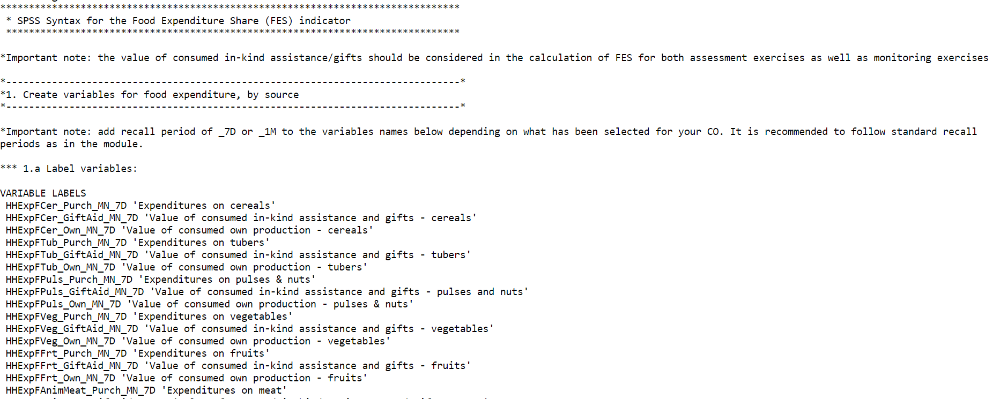 ********************************************************************************
* SPSS Syntax for the Food Expenditure Share (FES) indicator
********************************************************************************
*Important note: the value of consumed in-kind assistance/gifts should be considered in the calculation of FES for both assessment exercises as well as monitoring exercises
*-------------------------------------------------------------------------------*
*1. Create variables for food expenditure, by source
*-------------------------------------------------------------------------------*
*Important note: add recall period of _7D or _1M to the variables names below depending on what has been selected for your CO. It is recommended to follow standard recall
periods as in the module.
*** 1.a Label variables:
VARIABLE LABELS
HHExpFCer_Purch_MN_7D 'Expenditures on cereals'
HHExpFCer_GiftAid_MN_7D 'Value of consumed in-kind assistance and gifts - cereals'
HHExpFCer_Own_MN_7D 'Value of consumed own production - cereals'
HHExpFTub_Purch_MN_7D 'Expenditures on tubers'
HHExpFTub_GiftAid_MN_7D 'Value of consumed in-kind assistance and gifts - tubers'
HHExpFTub_Own_MN_7D 'Value of consumed own production - tubers'
HHExpFPuls_Purch_MN_7D 'Expenditures on pulses & nuts'
HHExpFPuls_GiftAid_MN_7D 'Value of consumed in-kind assistance and gifts - pulses and nuts'
HHExpFPuls_Own_MN_7D 'Value of consumed own production - pulses & nuts'
HHExpFVeg_Purch_MN_7D 'Expenditures on vegetables'
HHExpFVeg_GiftAid_MN_7D 'Value of consumed in-kind assistance and gifts - vegetables'
HHExpFVeg_Own_MN_7D 'Value of consumed own production - vegetables'
HHExpFFrt_Purch_MN_7D 'Expenditures on fruits'
HHExpFFrt_GiftAid_MN_7D 'Value of consumed in-kind assistance and gifts - fruits'
HHExpFFrt_Own_MN_7D 'Value of consumed own production - fruits'
HHExpFAnimMeat_Purch_MN_7D 'Expenditures on meat'